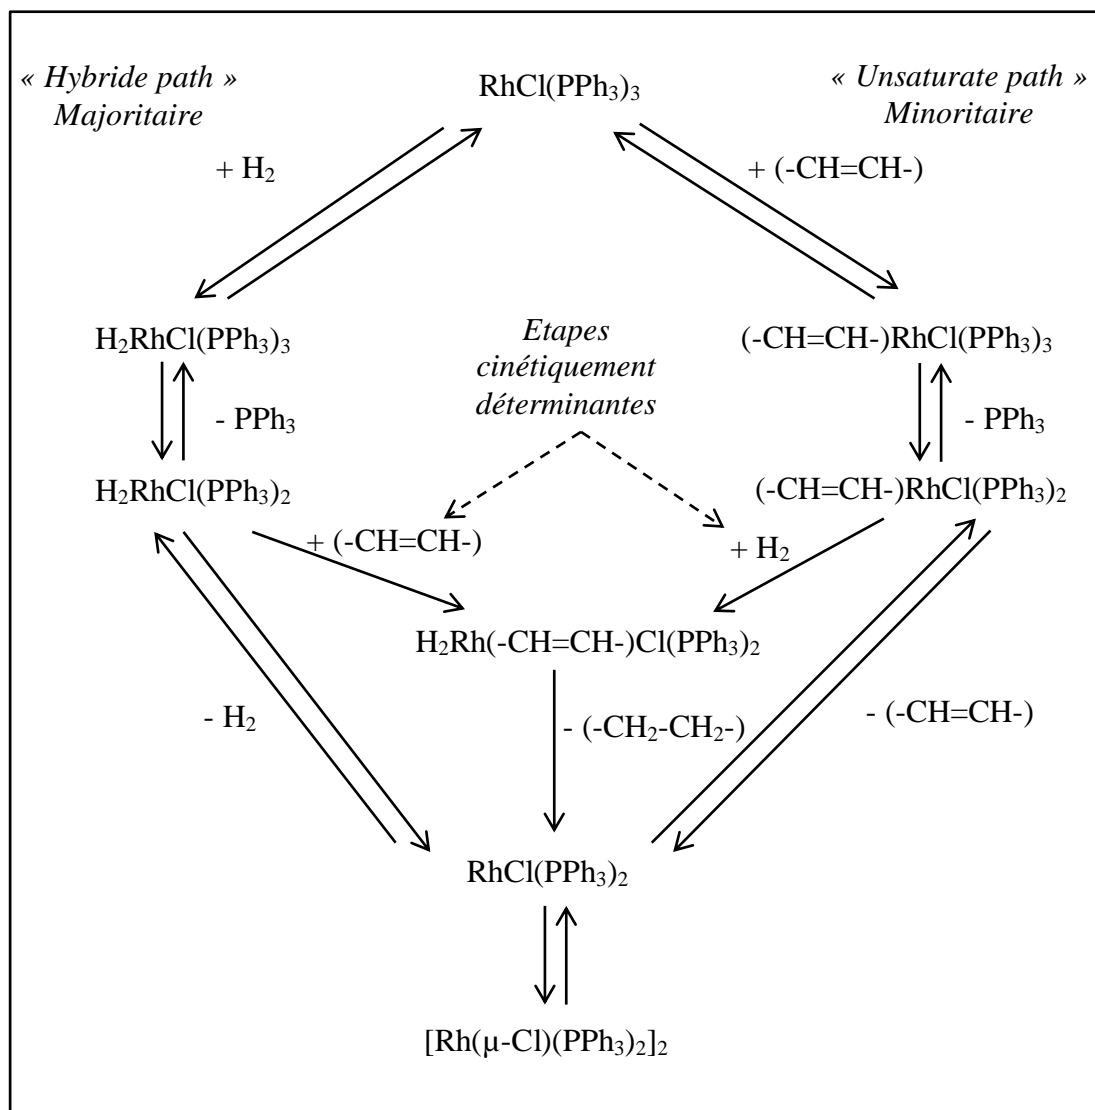 « Hybride path »
Majoritaire
RhCl(PPh₃)₃
« Unsaturate path »
Minoritaire
+ H₂
+ (-CH=CH-)
H₂RhCl(PPh₃)₃
Etapes
cinétiquement
déterminantes
(-CH=CH-)RhCl(PPh₃)₃
- PPh₃
- PPh₃
H₂RhCl(PPh₃)₂
(-CH=CH-)RhCl(PPh₃)₂
+ (-CH=CH-)
+ H₂
H₂Rh(-CH=CH-)Cl(PPh₃)₂
- H₂
- (-CH₂-CH₂-)
- (-CH=CH-)
RhCl(PPh₃)₂
[Rh(µ-Cl)(PPh₃)₂]₂